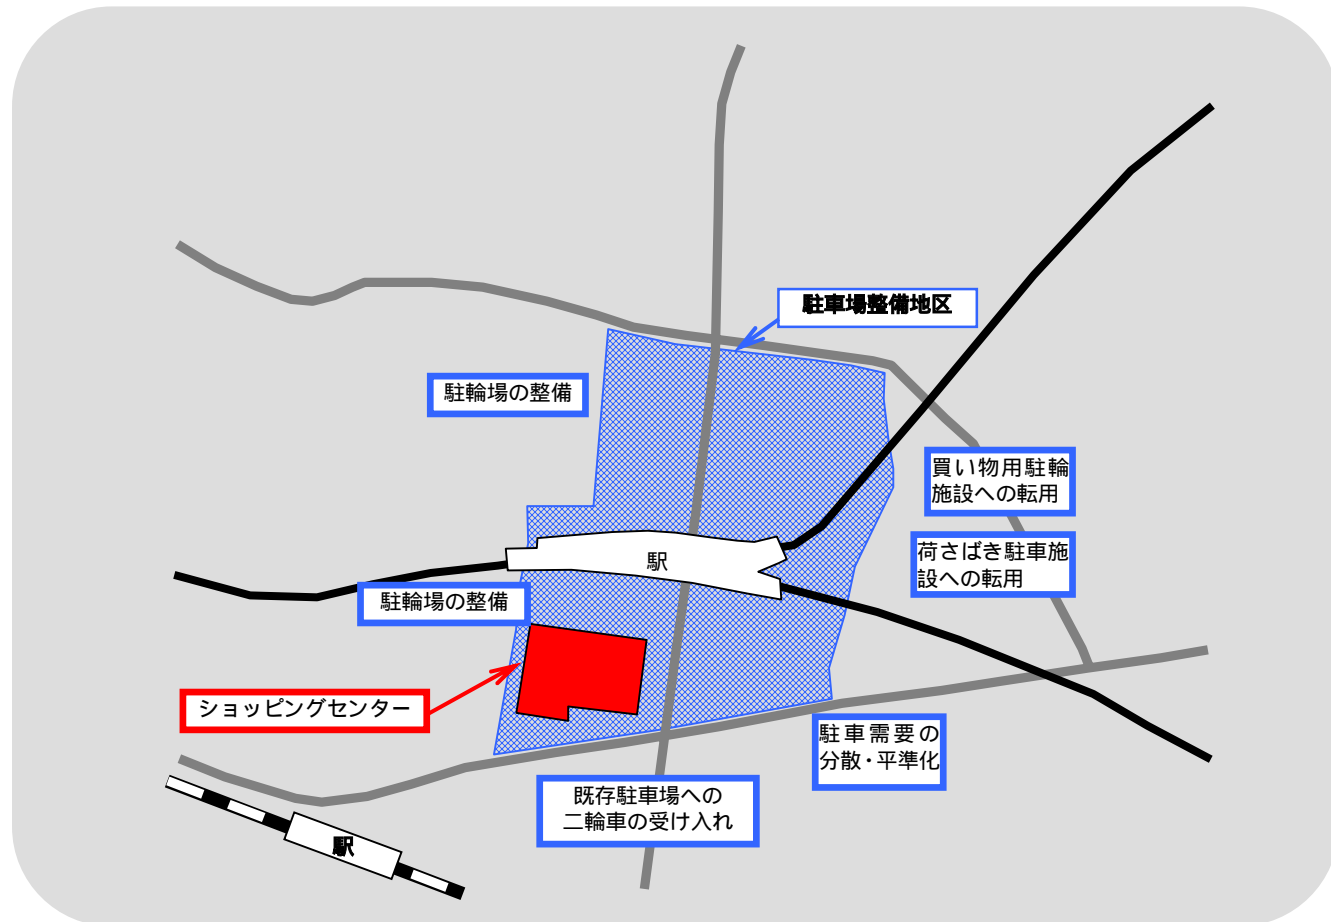 駐車場整備地区
駐輪場の整備
買い物用駐輪
施設への転用
荷さばき駐車施
設への転用
駅
駐輪場の整備
ショッピングセンター
駐車需要の
分散・平準化
既存駐車場への
二輪車の受け入れ
駅